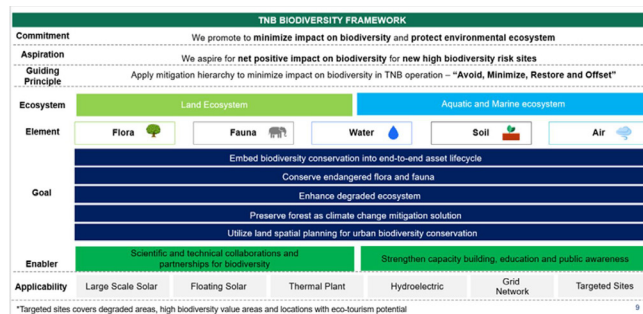 TNB BIODIVERSITY FRAMEWORK
Commitment
We promote to minimize impact on biodiversity and protect environmental ecosystem
Aspiration
We aspire for net positive impact on biodiversity for new high biodiversity risk sites
Guiding
Principle
Apply mitigation hierarchy to minimize impact on biodiversity in TNB operation – “Avoid, Minimize, Restore and Offset”
Ecosystem
Land Ecosystem
Aquatic and Marine ecosystem
Element
Flora
Fauna
Water
Soil
Air
Goal
Embed biodiversity conservation into end-to-end asset lifecycle
Conserve endangered flora and fauna
Enhance degraded ecosystem
Preserve forest as climate change mitigation solution
Utilize land spatial planning for urban biodiversity conservation
Enabler
Scientific and technical collaborations and
partnerships for biodiversity
Strengthen capacity building, education and public awareness
Applicability
Large Scale Solar
Floating Solar
Thermal Plant
Hydroelectric
Grid
Network
Targeted Sites
*Targeted sites covers degraded areas, high biodiversity value areas and locations with eco-tourism potential
9